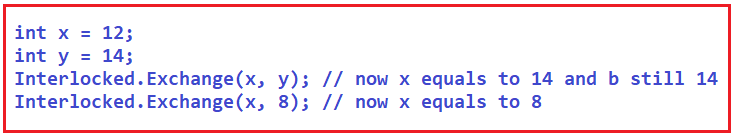 int x = 12;
int y = 14;
Interlocked.Exchange(x, y); // now x equals to 14 and b still 14
Interlocked.Exchange(x, 8); // now x equals to 8